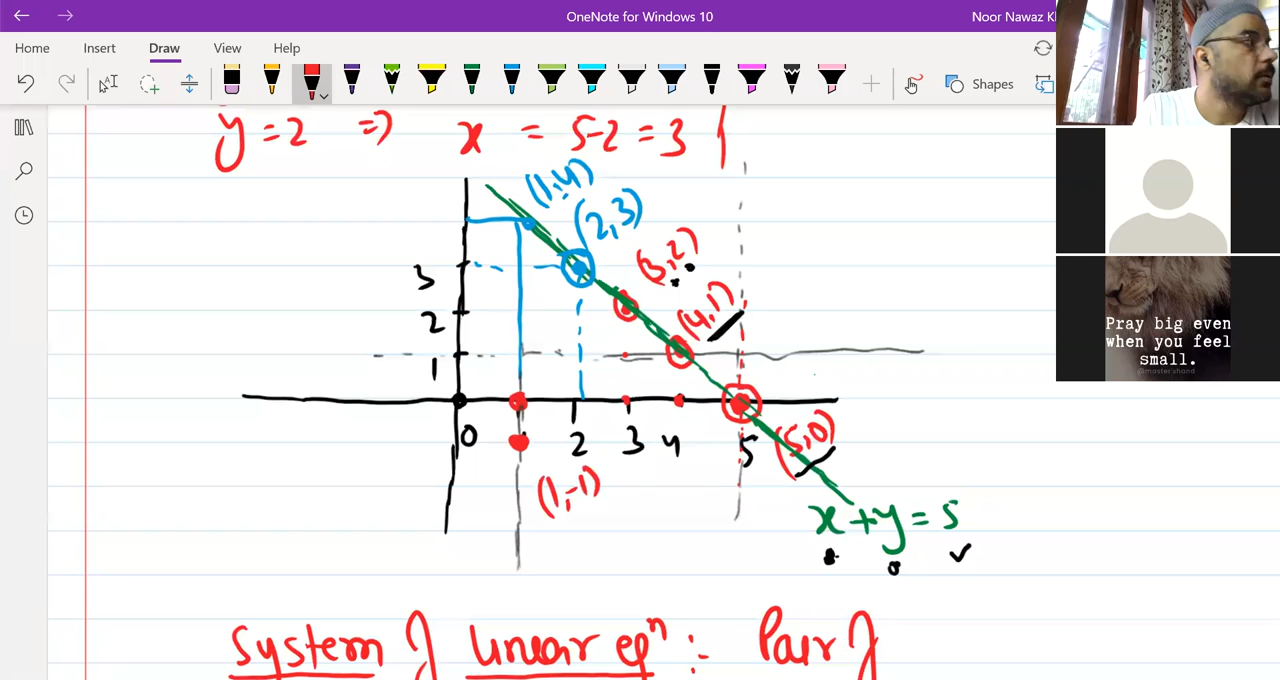 OneNote for Windows 10
Noor Nawaz K
Home Insert Draw View Help
Shapes
y = 2 => x = 5-2 = 3
(1,4)
(2,3)
(3,2)
(4,1)
3
2
1
0 2 3 4 5
(5,0)
(1,-1)
x + y = 5
System of Linear eqn :- Pair of
Pray big even
when you feel
small.